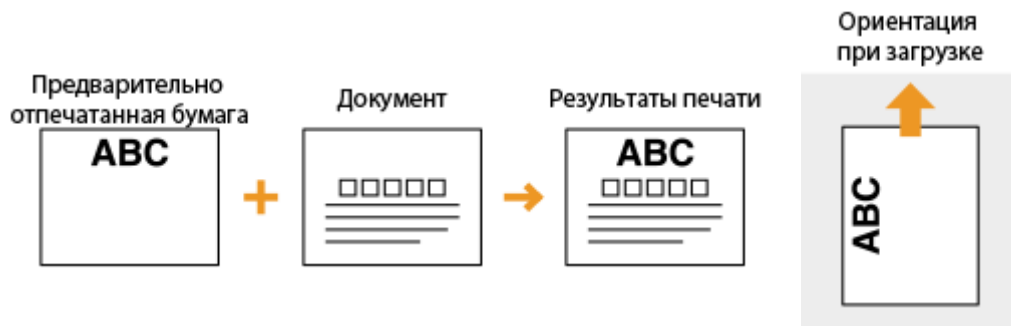 Предварительно
отпечатанная бумага
ABC
Документ
Результаты печати
ABC
Ориентация
при загрузке
ABC